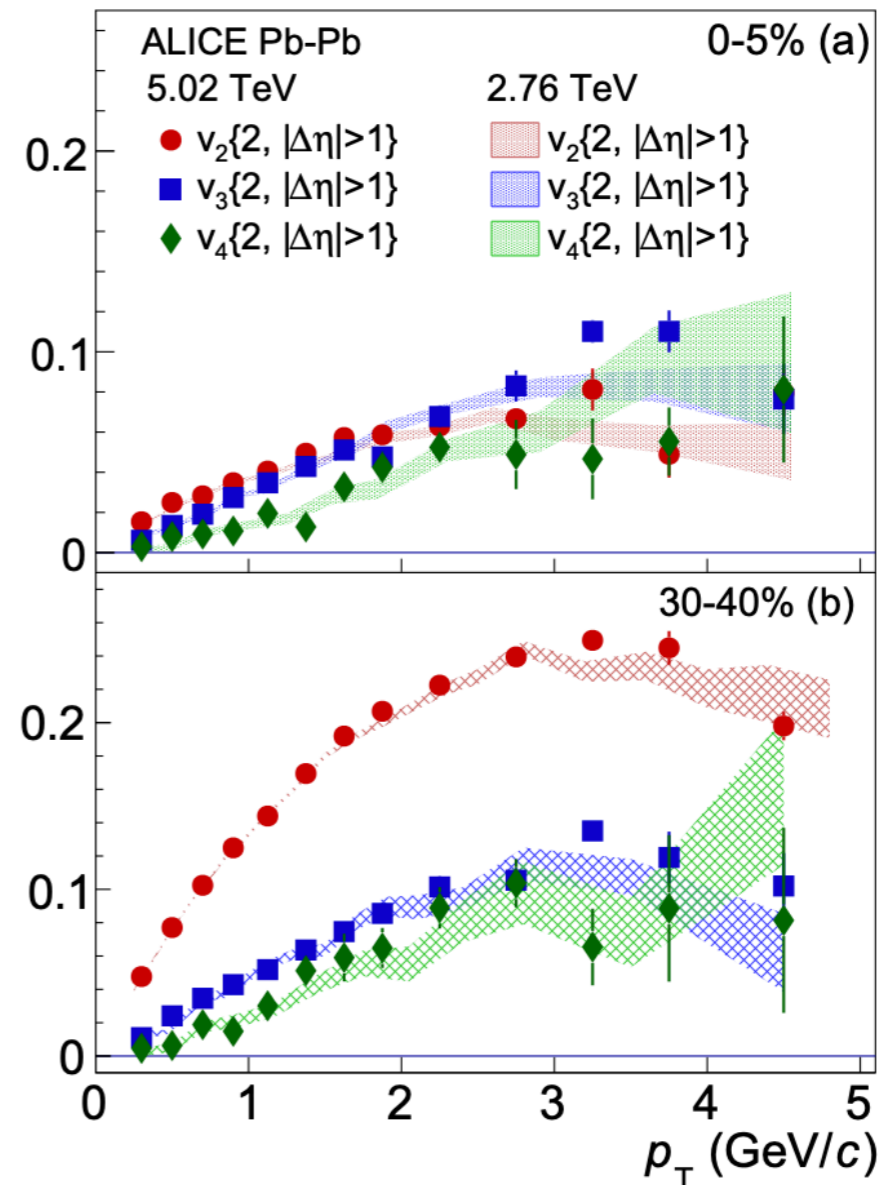 ALICE Pb-Pb 0-5% (a)
5.02 TeV 2.76 TeV
v₂{2, |Δη|>1} v₂{2, |Δη|>1}
v₃{2, |Δη|>1} v₃{2, |Δη|>1}
v₄{2, |Δη|>1} v₄{2, |Δη|>1}
0.2
0.1
0
30-40% (b)
0.2
0.1
0
0 1 2 3 4 5
p_T (GeV/c)